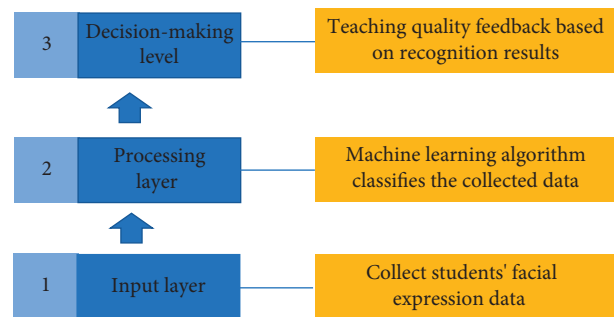 3
Decision-making
level
Teaching quality feedback based
on recognition results
2
Processing
layer
Machine learning algorithm
classifies the collected data
1
Input layer
Collect students' facial
expression data